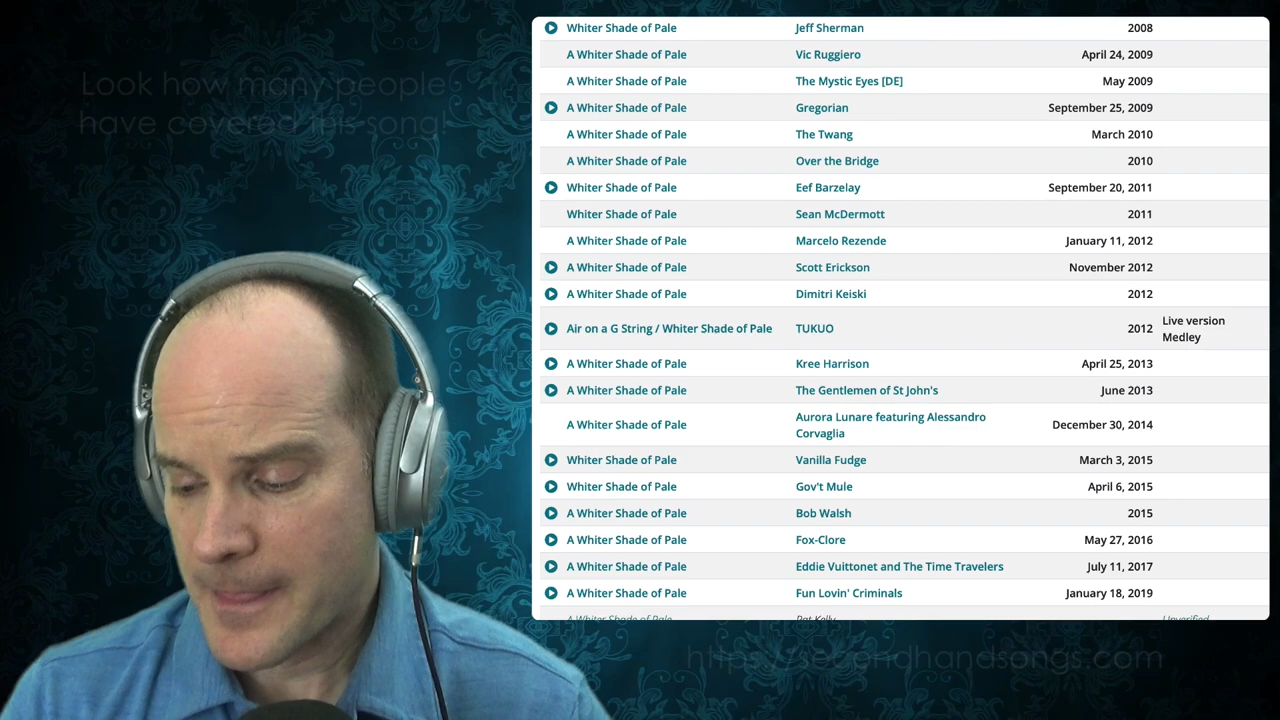 Look how many people
have covered this song!
Whiter Shade of Pale Jeff Sherman 2008
A Whiter Shade of Pale Vic Ruggiero April 24, 2009
A Whiter Shade of Pale The Mystic Eyes [DE] May 2009
A Whiter Shade of Pale Gregorian September 25, 2009
A Whiter Shade of Pale The Twang March 2010
A Whiter Shade of Pale Over the Bridge 2010
Whiter Shade of Pale Eef Barzelay September 20, 2011
Whiter Shade of Pale Sean McDermott 2011
A Whiter Shade of Pale Marcelo Rezende January 11, 2012
A Whiter Shade of Pale Scott Erickson November 2012
A Whiter Shade of Pale Dimitri Keiski 2012
Air on a G String / Whiter Shade of Pale TUKUO 2012 Live version
Medley
A Whiter Shade of Pale Kree Harrison April 25, 2013
A Whiter Shade of Pale The Gentlemen of St John's June 2013
A Whiter Shade of Pale Aurora Lunare featuring Alessandro December 30, 2014
Corvaglia
Whiter Shade of Pale Vanilla Fudge March 3, 2015
Whiter Shade of Pale Gov't Mule April 6, 2015
A Whiter Shade of Pale Bob Walsh 2015
A Whiter Shade of Pale Fox-Clore May 27, 2016
A Whiter Shade of Pale Eddie Vuittonet and The Time Travelers July 11, 2017
A Whiter Shade of Pale Fun Lovin' Criminals January 18, 2019
A Whiter Shade of Pale Pat Kelly Unverified
https://secondhandsongs.com